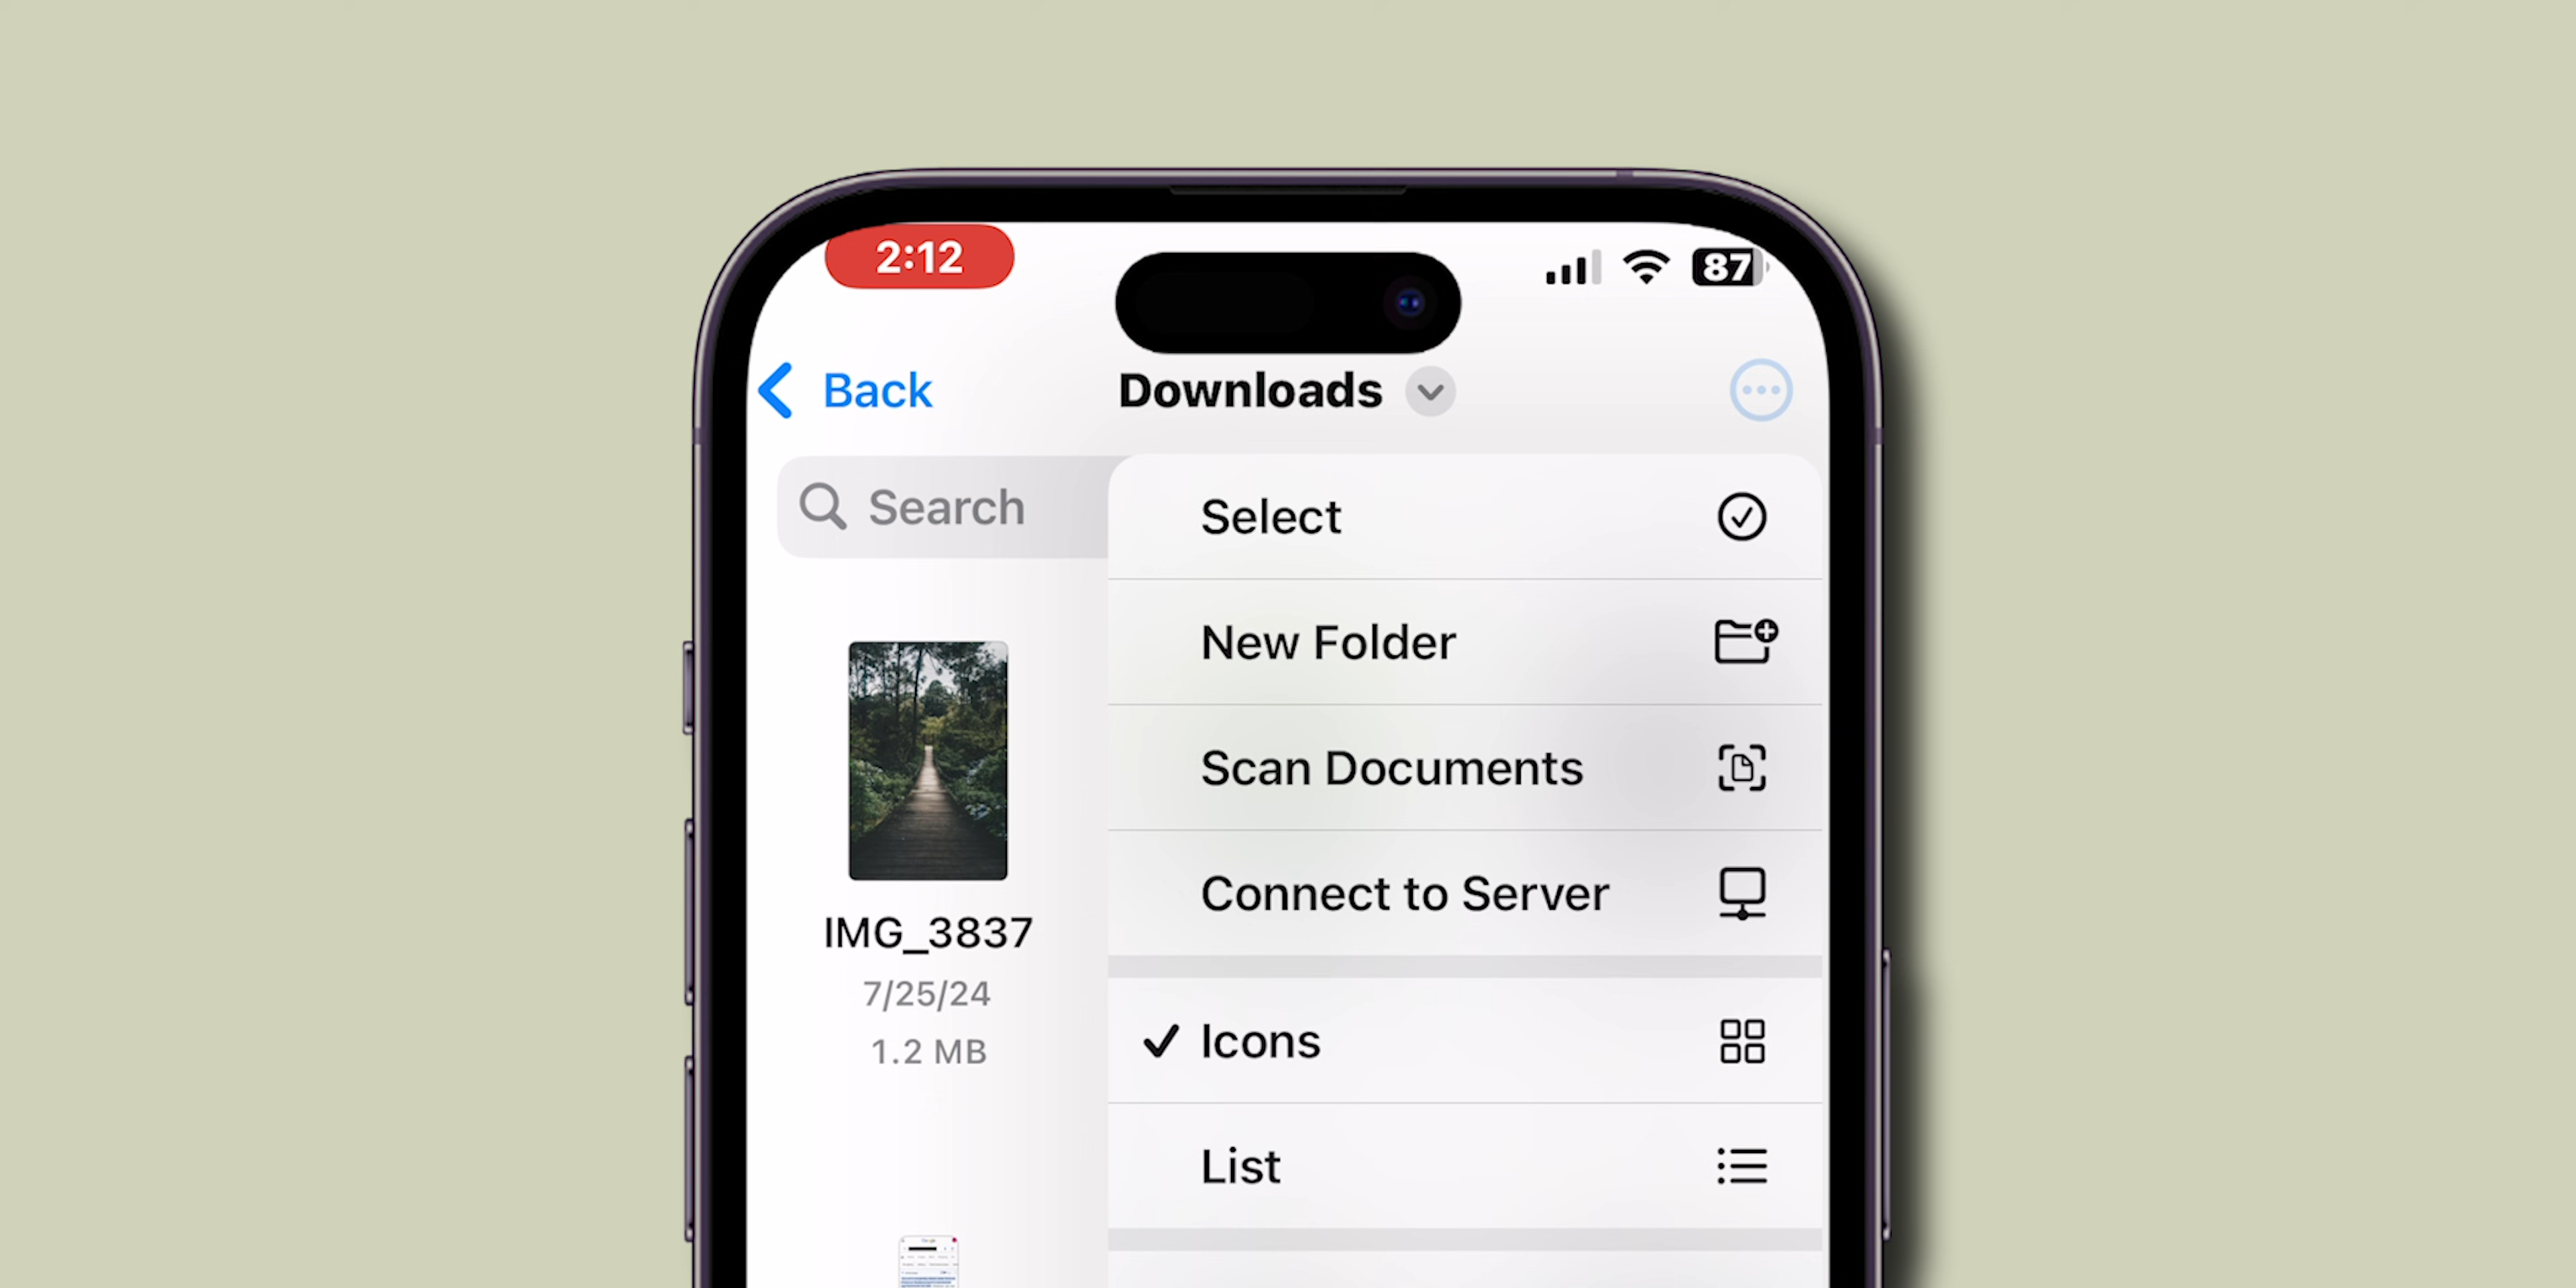 2:12
87
Back
Downloads
Search
Select
New Folder
Scan Documents
Connect to Server
IMG_3837
7/25/24
1.2 MB
Icons
List